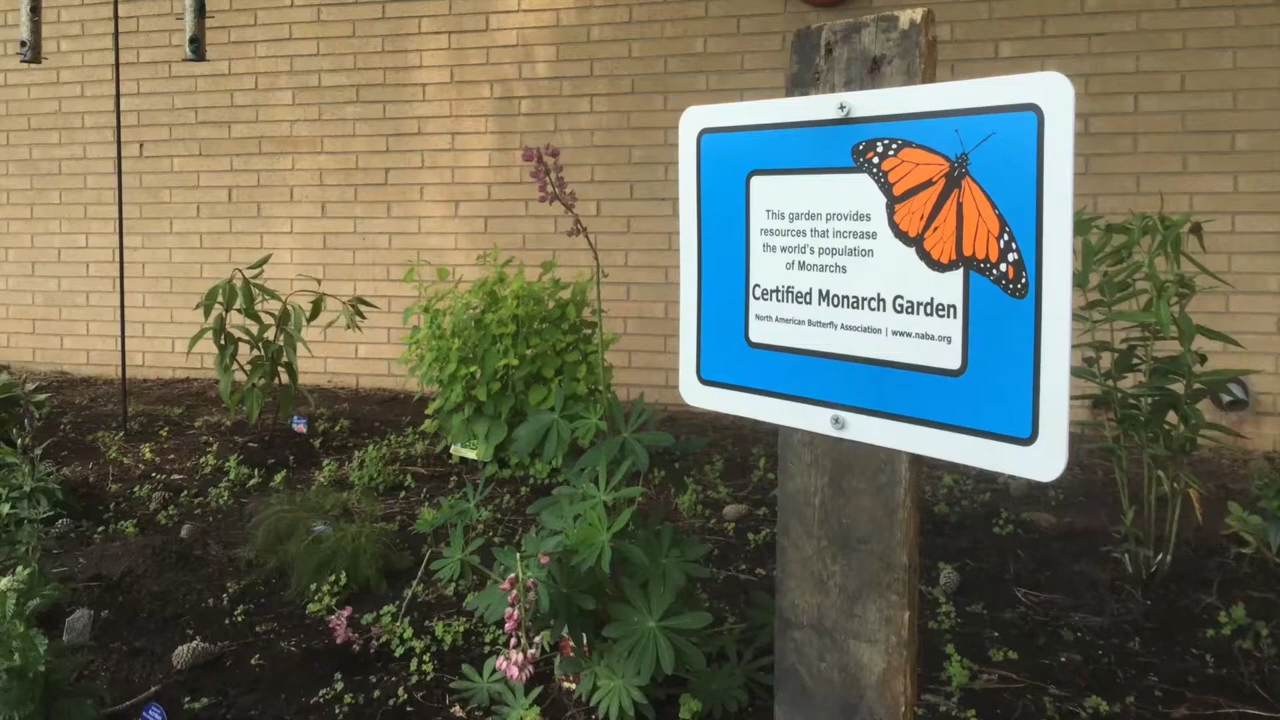 This garden provides
resources that increase
the world's population
of Monarchs
Certified Monarch Garden
North American Butterfly Association | www.naba.org